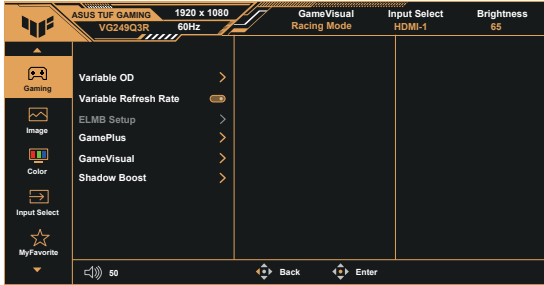 ASUS TUF GAMING 1920 x 1080 GameVisual Input Select Brightness
VG249Q3R 60Hz Racing Mode HDMI-1 65
Gaming
Image
Color
Input Select
MyFavorite
Variable OD
Variable Refresh Rate
ELMB Setup
GamePlus
GameVisual
Shadow Boost
50 Back Enter